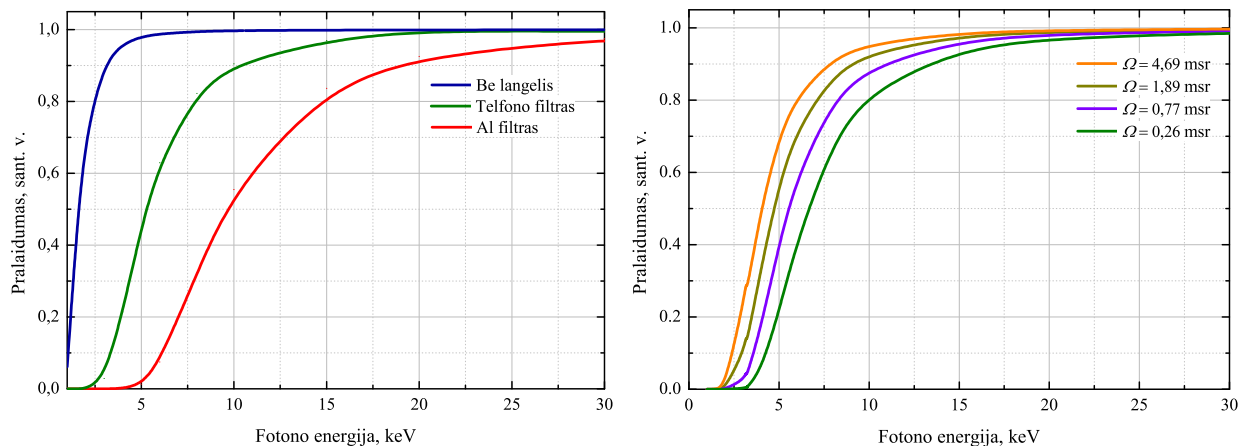 1,0
0,8
0,6
0,4
0,2
0,0
Pralaidumas, sant. v.
Be langelis
Telfono filtras
Al filtras
5
10
15
20
25
30
Fotono energija, keV
1,0
0,8
0,6
0,4
0,2
0,0
Pralaidumas, sant. v.
Ω = 4,69 msr
Ω = 1,89 msr
Ω = 0,77 msr
Ω = 0,26 msr
0
5
10
15
20
25
30
Fotono energija, keV